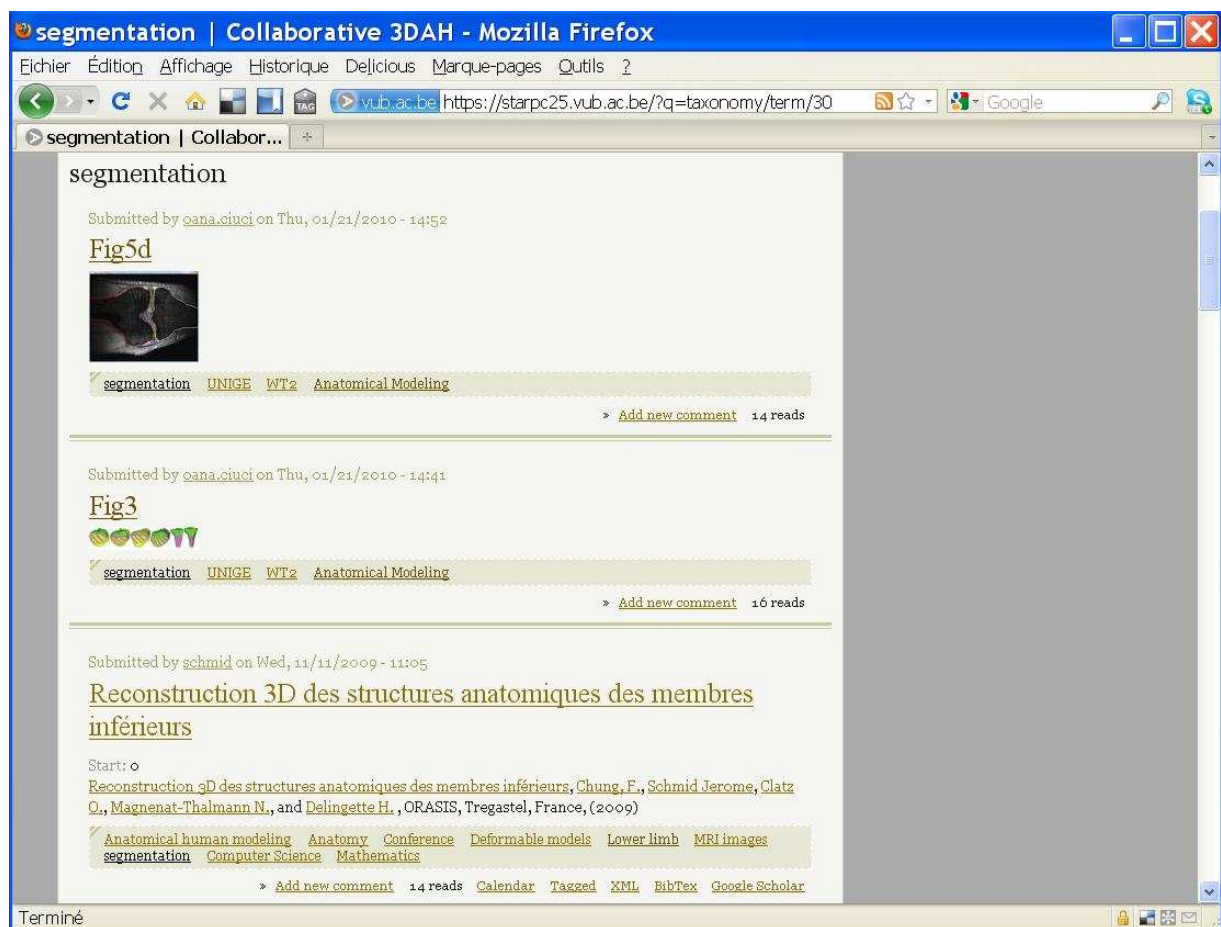 segmentation | Collaborative 3DAH - Mozilla Firefox
Eichier Édition Affichage Historique Delicious Marque-pages Outils ?
TAG vub.ac.be https://starpc25.vub.ac.be/?q=taxonomy/term/30 Google
segmentation | Collabor...
segmentation
Submitted by oana.ciuci on Thu, 01/21/2010 - 14:52
Fig5d
segmentation UNIGE WT2 Anatomical Modeling
» Add new comment 14 reads
Submitted by oana.ciuci on Thu, 01/21/2010 - 14:41
Fig3
segmentation UNIGE WT2 Anatomical Modeling
» Add new comment 16 reads
Submitted by schmid on Wed, 11/11/2009 - 11:05
Reconstruction 3D des structures anatomiques des membres
inférieurs
Start: 0
Reconstruction 3D des structures anatomiques des membres inférieurs, Chung, F., Schmid Jerome, Clatz
O., Magnenat-Thalmann N., and Delingette H. , ORASIS, Tregastel, France, (2009)
Anatomical human modeling Anatomy Conference Deformable models Lower limb MRI images
segmentation Computer Science Mathematics
» Add new comment 14 reads Calendar Tagged XML BibTex Google Scholar
Terminé